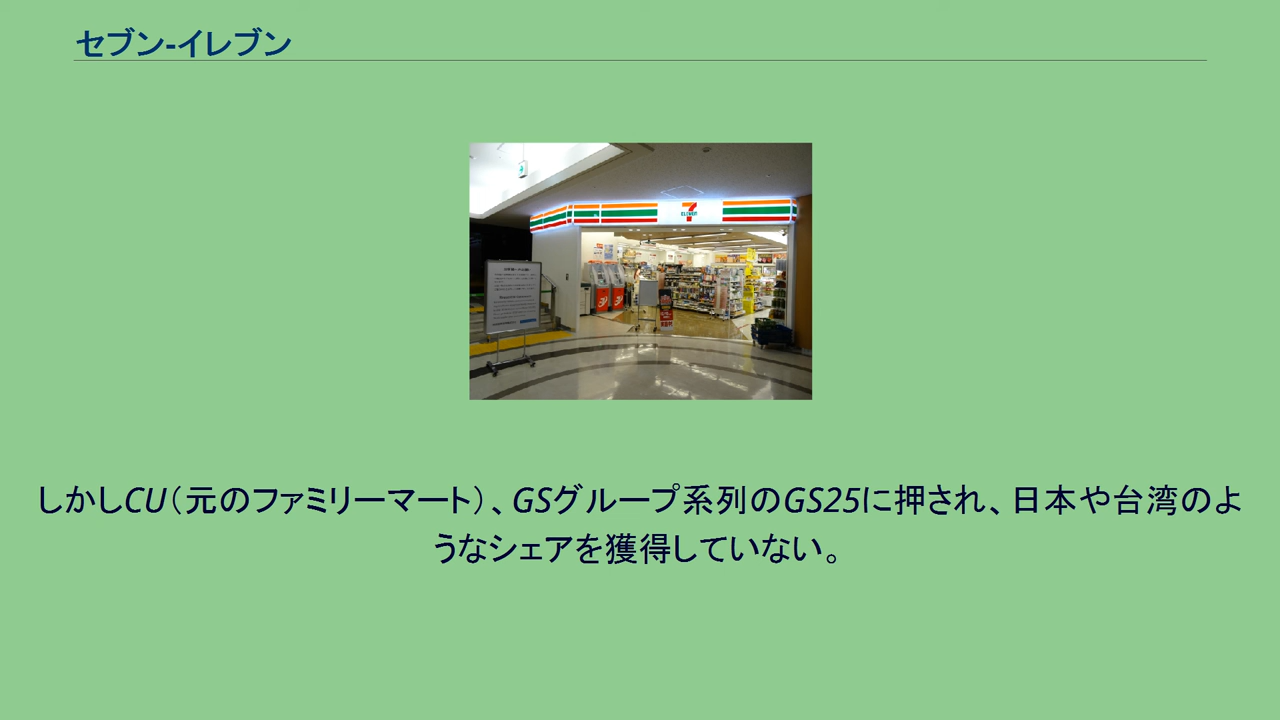 セブン-イレブン
7
ELEVEN
しかしCU（元のファミリーマート）、GSグループ系列のGS25に押され、日本や台湾のよ
うなシェアを獲得していない。